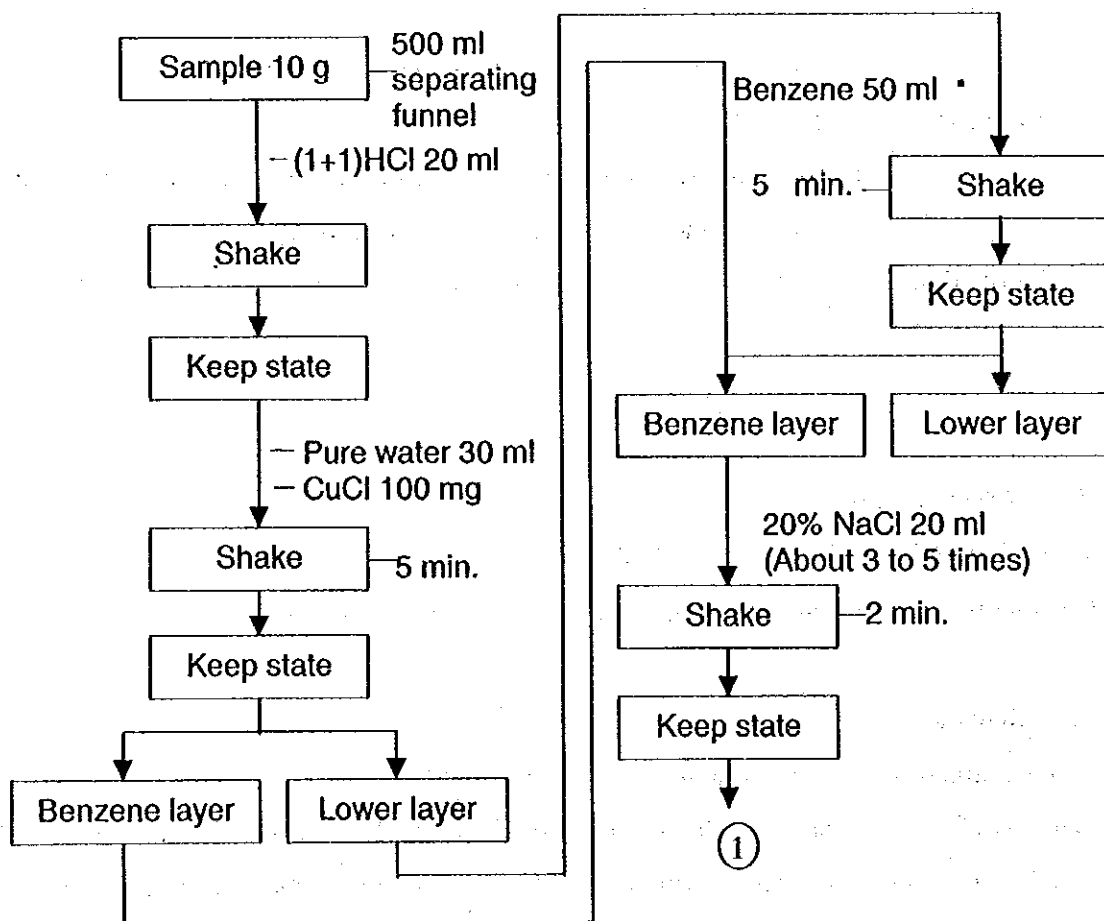 Sample 10 g
500 ml
separating
funnel
(1+1)HCl 20 ml
Shake
Keep state
Pure water 30 ml
CuCl 100 mg
Shake
5 min.
Keep state
Benzene layer
Lower layer
Benzene 50 ml
5 min.
Shake
Keep state
Benzene layer
Lower layer
20% NaCl 20 ml
(About 3 to 5 times)
Shake
2 min.
Keep state
1